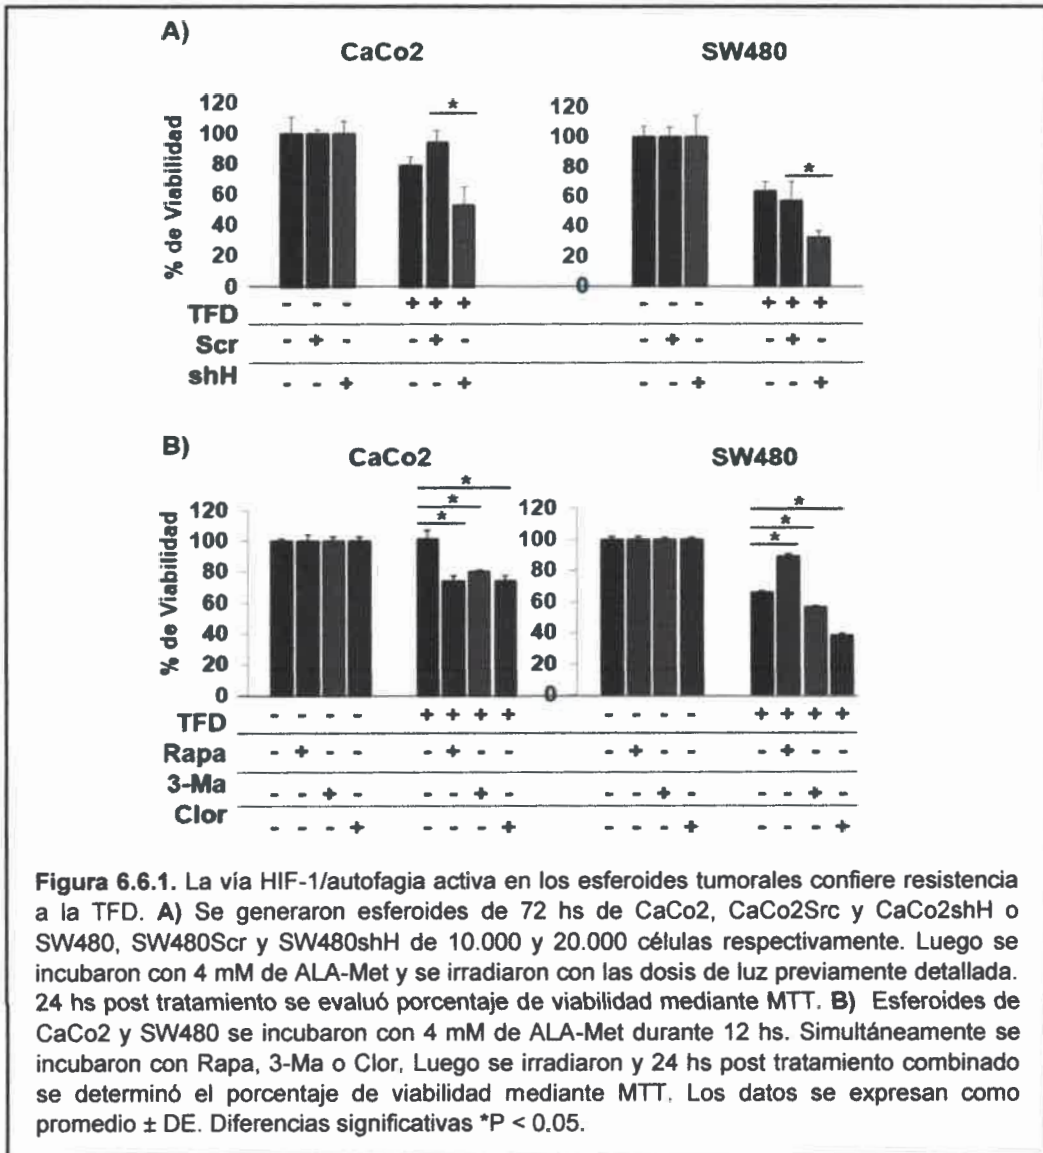 A)
CaCo2
SW480
% de Viabilidad
120
100
80
60
40
20
0
*
120
100
80
60
40
20
0
*
TFD - - - + + + - - - + + +
Scr - + - - + - - + - - + -
shH - - + - - + - - + - - +
B)
CaCo2
SW480
% de Viabilidad
120
100
80
60
40
20
0
*
*
*
120
100
80
60
40
20
0
*
*
*
TFD - - - - + + + + - - - - + + + +
Rapa - + - - - + - - - + - - - + - -
3-Ma - - + - - - + - - - + - - - + -
Clor - - - + - - - + - - - + - - - +
Figura 6.6.1. La vía HIF-1/autofagia activa en los esferoides tumorales confiere resistencia
a la TFD. A) Se generaron esferoides de 72 hs de CaCo2, CaCo2Src y CaCo2shH o
SW480, SW480Scr y SW480shH de 10.000 y 20.000 células respectivamente. Luego se
incubaron con 4 mM de ALA-Met y se irradiaron con las dosis de luz previamente detallada.
24 hs post tratamiento se evaluó porcentaje de viabilidad mediante MTT. B) Esferoides de
CaCo2 y SW480 se incubaron con 4 mM de ALA-Met durante 12 hs. Simultáneamente se
incubaron con Rapa, 3-Ma o Clor, Luego se irradiaron y 24 hs post tratamiento combinado
se determinó el porcentaje de viabilidad mediante MTT. Los datos se expresan como
promedio ± DE. Diferencias significativas *P < 0.05.